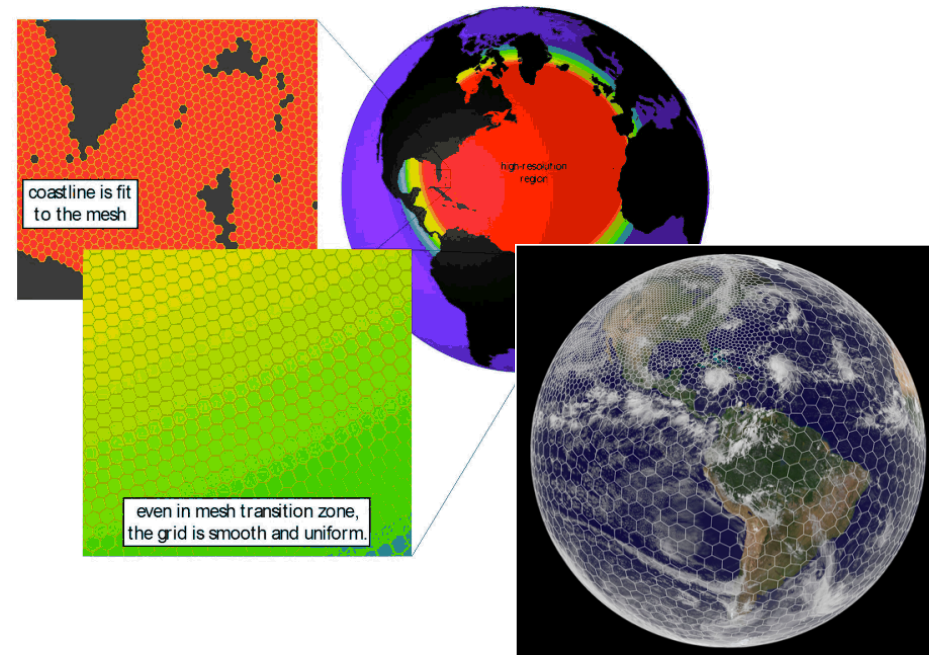 coastline is fit
to the mesh
high-resolution
region
even in mesh transition zone,
the grid is smooth and uniform.